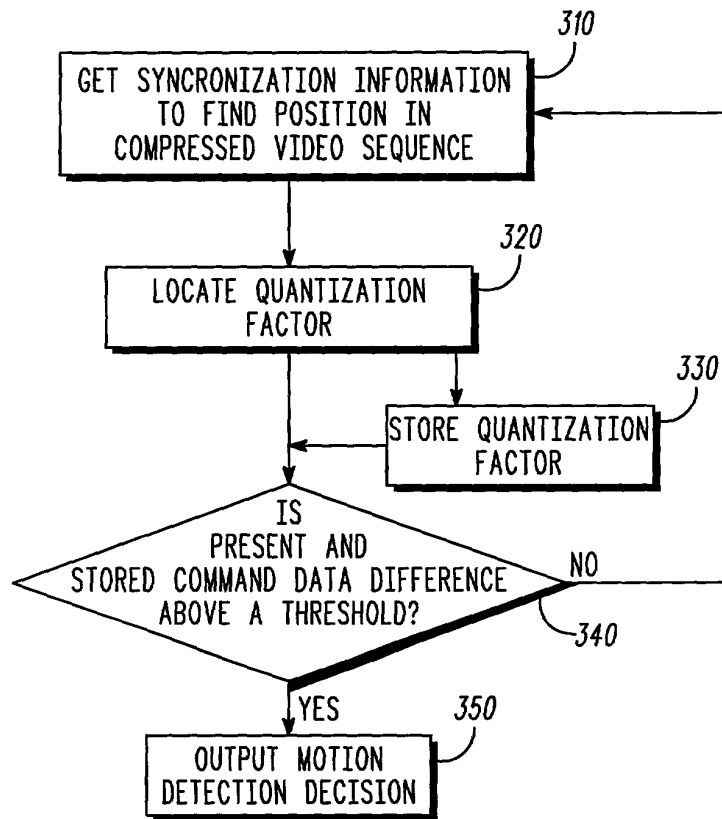 310
GET SYNCRONIZATION INFORMATION
TO FIND POSITION IN
COMPRESSED VIDEO SEQUENCE
320
LOCATE QUANTIZATION
FACTOR
330
STORE QUANTIZATION
FACTOR
IS
PRESENT AND
STORED COMMAND DATA DIFFERENCE
ABOVE A THRESHOLD?
NO
340
YES
350
OUTPUT MOTION
DETECTION DECISION